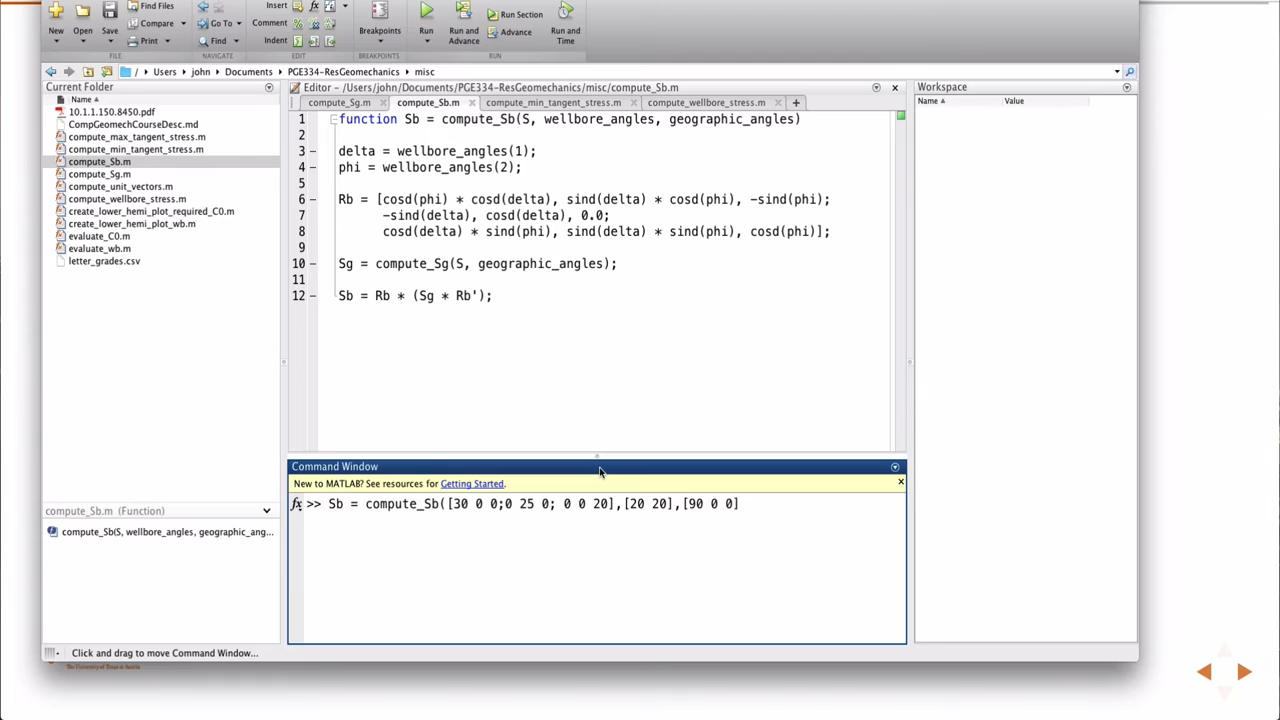 Find Files
Insert
Compare
Go To
Comment
Run Section
New
Open
Save
Print
Find
Indent
Breakpoints
Run
Run and Advance
Advance
Run and Time
FILE
NAVIGATE
EDIT
BREAKPOINTS
RUN
/ Users john Documents PGE334-ResGeomechanics misc
Current Folder
Name
10.1.1.150.8450.pdf
CompGeomechCourseDesc.md
compute_max_tangent_stress.m
compute_min_tangent_stress.m
compute_Sb.m
compute_Sg.m
compute_unit_vectors.m
compute_wellbore_stress.m
create_lower_hemi_plot_required_C0.m
create_lower_hemi_plot_wb.m
evaluate_C0.m
evaluate_wb.m
letter_grades.csv
compute_Sb.m (Function)
compute_Sb(S, wellbore_angles, geographic_ang...
Editor - /Users/john/Documents/PGE334-ResGeomechanics/misc/compute_Sb.m
compute_Sg.m
compute_Sb.m
compute_min_tangent_stress.m
compute_wellbore_stress.m
1 function Sb = compute_Sb(S, wellbore_angles, geographic_angles)
2
3 delta = wellbore_angles(1);
4 phi = wellbore_angles(2);
5
6 Rb = [cosd(phi) * cosd(delta), sind(delta) * cosd(phi), -sind(phi);
7 -sind(delta), cosd(delta), 0.0;
8 cosd(delta) * sind(phi), sind(delta) * sind(phi), cosd(phi)];
9
10 Sg = compute_Sg(S, geographic_angles);
11
12 Sb = Rb * (Sg * Rb');
Command Window
New to MATLAB? See resources for Getting Started.
fx >> Sb = compute_Sb([30 0 0;0 25 0; 0 0 20],[20 20],[90 0 0]
Workspace
Name
Value
Click and drag to move Command Window...
The University of Texas at Austin